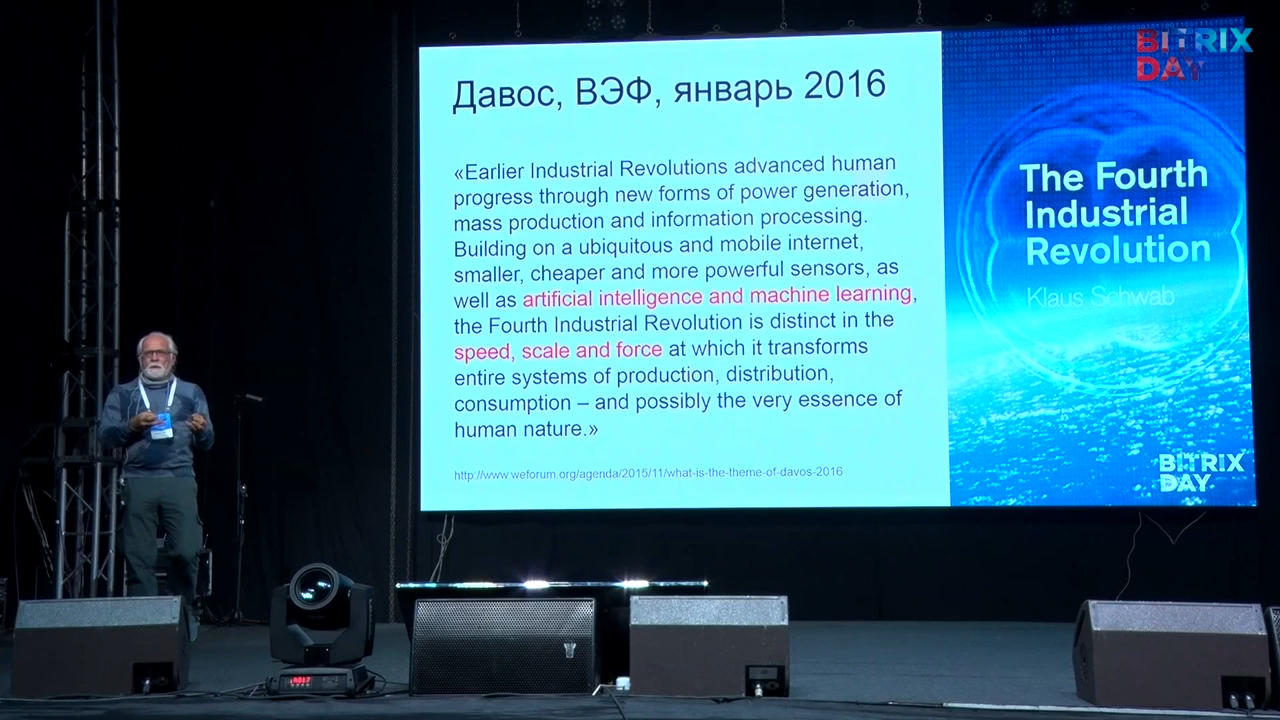 Давос, ВЭФ, январь 2016
«Earlier Industrial Revolutions advanced human
progress through new forms of power generation,
mass production and information processing.
Building on a ubiquitous and mobile internet,
smaller, cheaper and more powerful sensors, as
well as artificial intelligence and machine learning,
the Fourth Industrial Revolution is distinct in the
speed, scale and force at which it transforms
entire systems of production, distribution,
consumption – and possibly the very essence of
human nature.»
http://www.weforum.org/agenda/2015/11/what-is-the-theme-of-davos-2016
BITRIX
DAY
The Fourth
Industrial
Revolution
Klaus Schwab
BITRIX
DAY